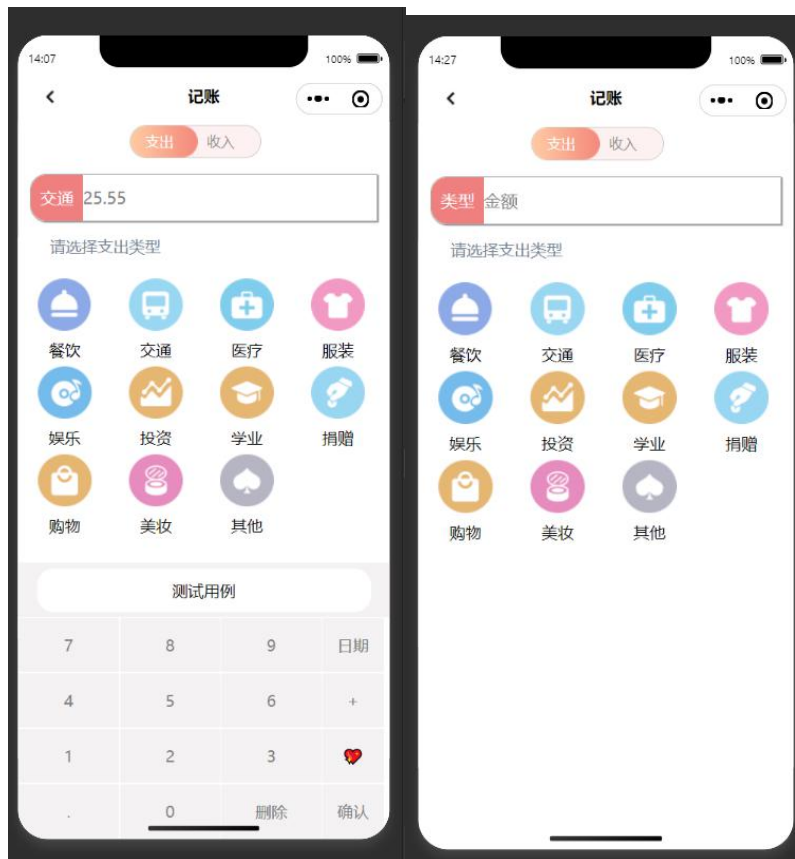 14:07
100%
记账
支出 收入
交通 25.55
请选择支出类型
餐饮 交通 医疗 服装
娱乐 投资 学业 捐赠
购物 美妆 其他
测试用例
7 8 9 日期
4 5 6 +
1 2 3
. 0 删除 确认
14:27
100%
记账
支出 收入
类型 金额
请选择支出类型
餐饮 交通 医疗 服装
娱乐 投资 学业 捐赠
购物 美妆 其他